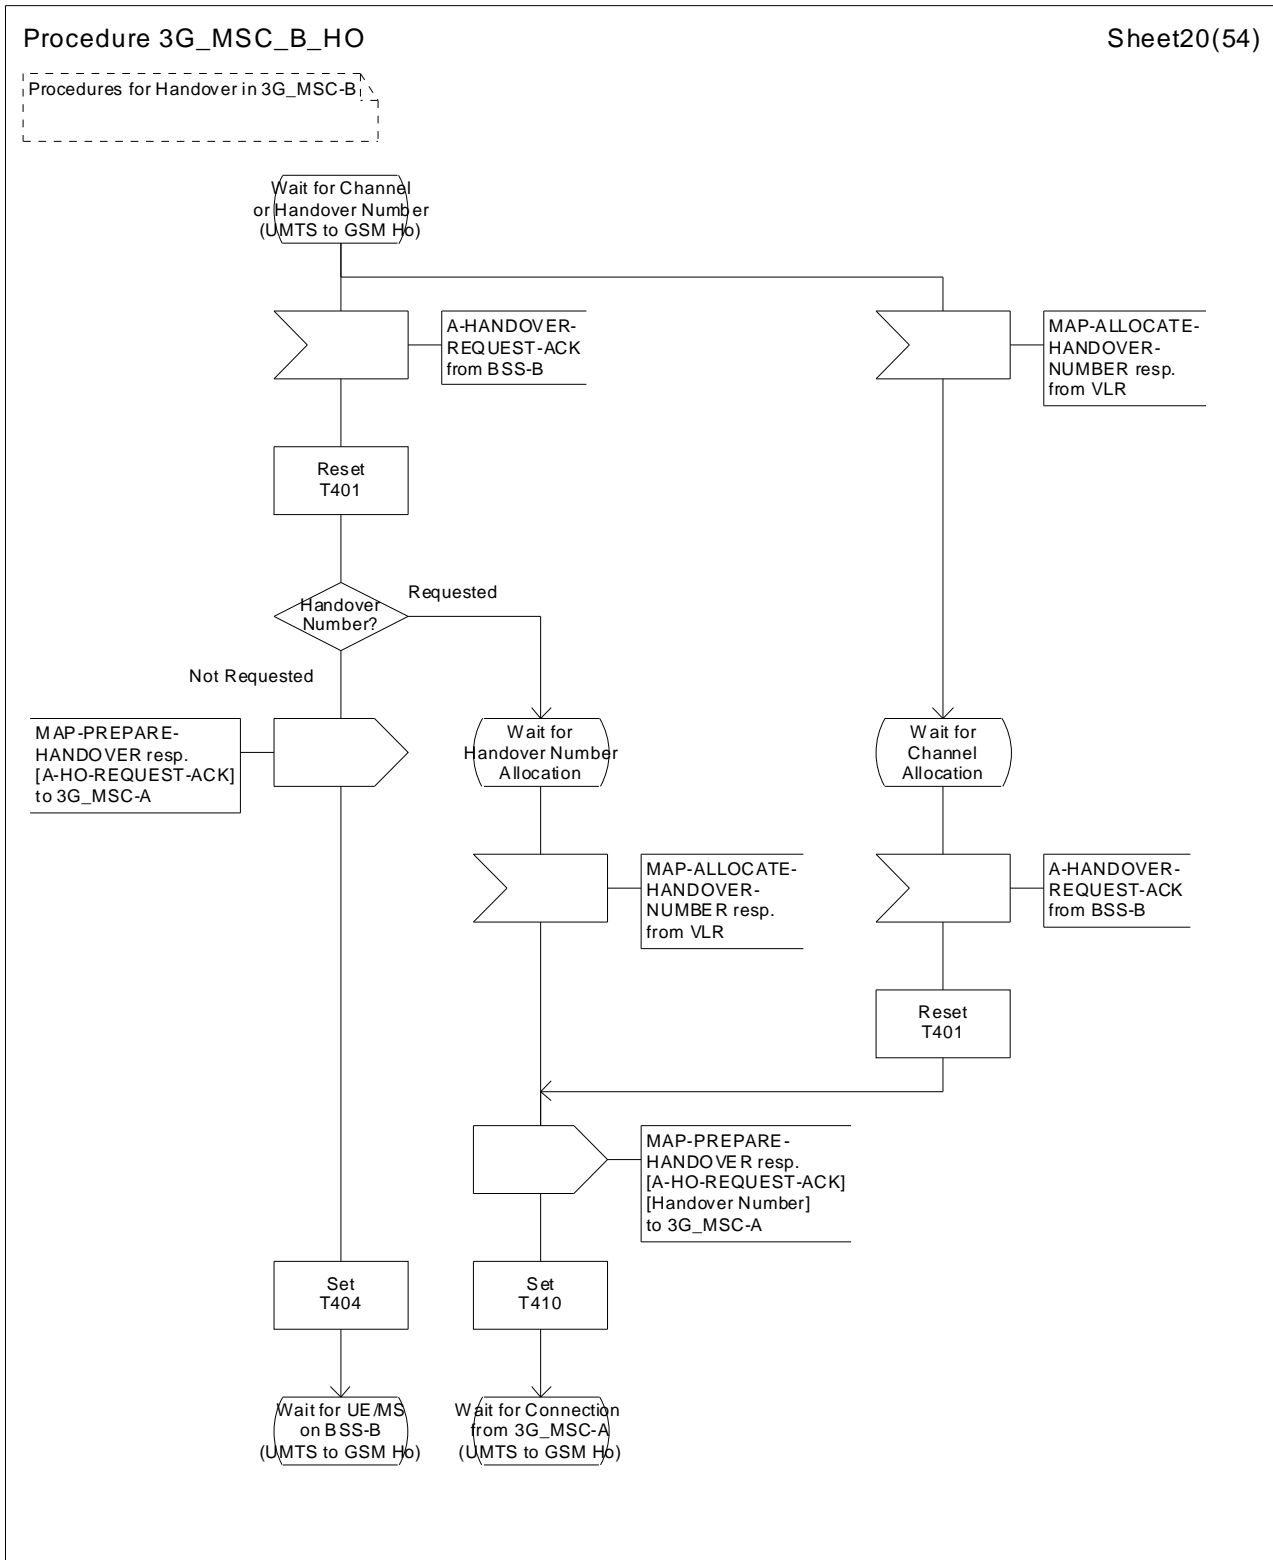 Procedure 3G_MSC_B_HO
Sheet20(54)
Procedures for Handover in 3G_MSC-B
Wait for Channel
or Handover Number
(UMTS to GSM Ho)
A-HANDOVER-
REQUEST-ACK
from BSS-B
MAP-ALLOCATE-
HANDOVER-
NUMBER resp.
from VLR
Reset
T401
Handover
Number?
Requested
Not Requested
MAP-PREPARE-
HANDOVER resp.
[A-HO-REQUEST-ACK]
to 3G_MSC-A
Wait for
Handover Number
Allocation
Wait for
Channel
Allocation
MAP-ALLOCATE-
HANDOVER-
NUMBER resp.
from VLR
A-HANDOVER-
REQUEST-ACK
from BSS-B
Reset
T401
MAP-PREPARE-
HANDOVER resp.
[A-HO-REQUEST-ACK]
[Handover Number]
to 3G_MSC-A
Set
T404
Set
T410
Wait for UE/MS
on BSS-B
(UMTS to GSM Ho)
Wait for Connection
from 3G_MSC-A
(UMTS to GSM Ho)